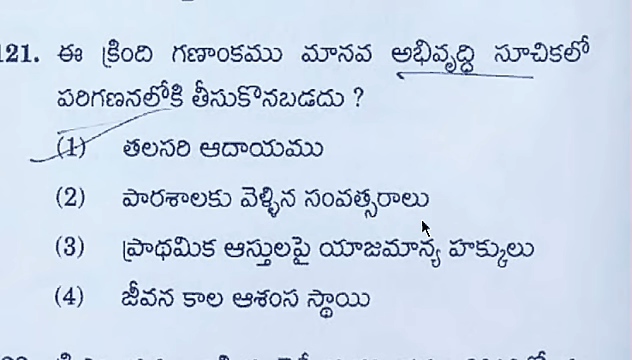 121. ఈ క్రింది గణాంకము మానవ అభివృద్ధి సూచికలో
పరిగణనలోకి తీసుకొనబడదు ?
(1) తలసరి ఆదాయము
(2) పాఠశాలకు వెళ్ళిన సంవత్సరాలు
(3) ప్రాథమిక ఆస్తులపై యాజమాన్య హక్కులు
(4) జీవన కాల ఆశంస స్థాయి